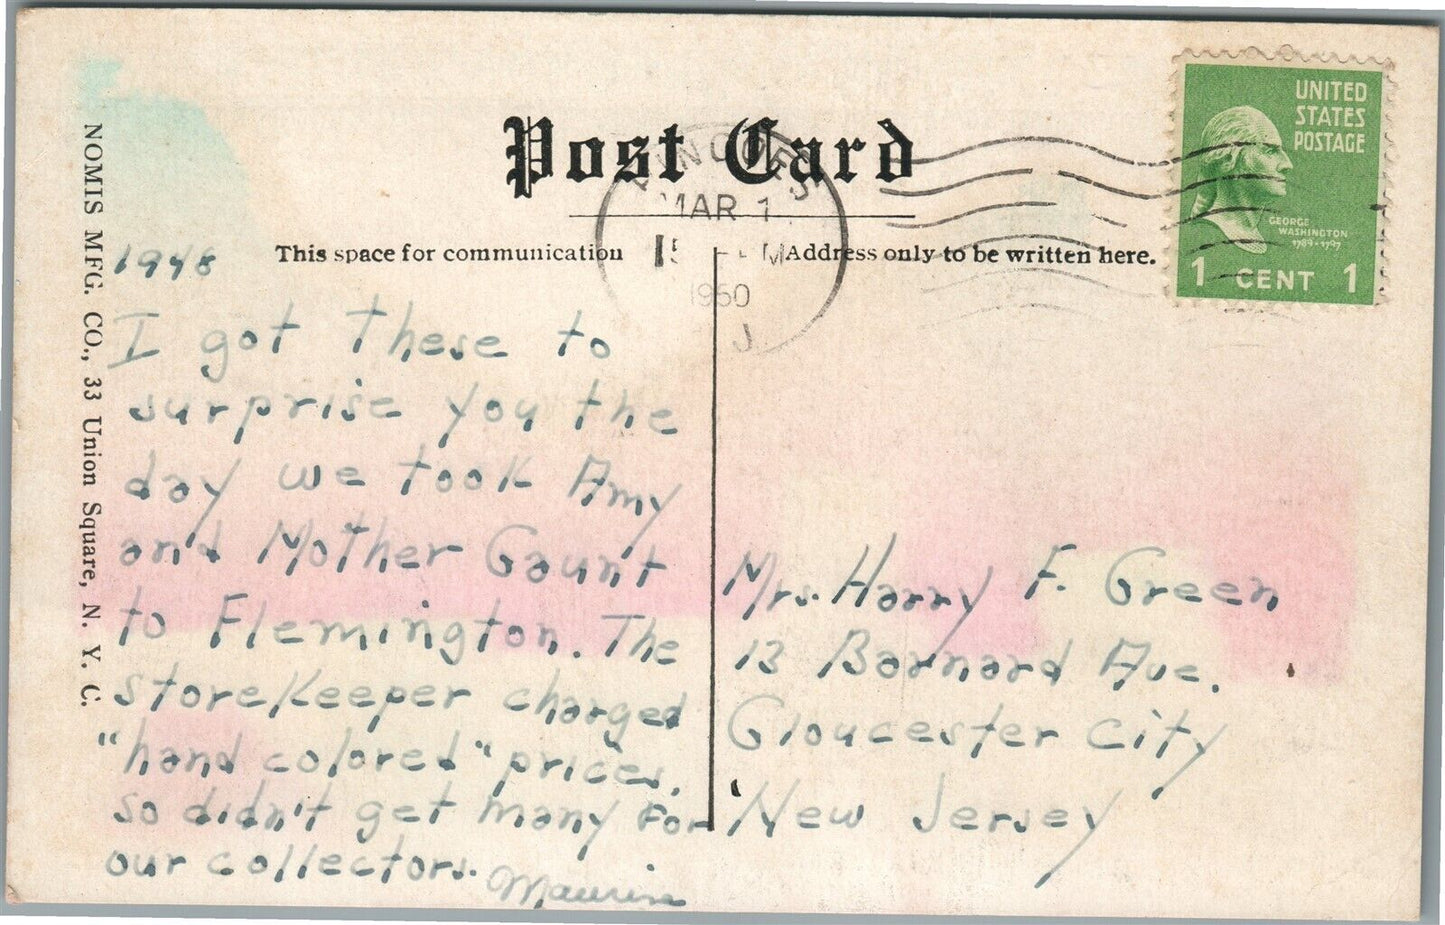 Post Card
UNITED
STATES
POSTAGE
GEORGE
WASHINGTON
1789-1797
1 CENT 1
MAR 1
1950
J.
This space for communication
Address only to be written here.
NOMIS MFG. CO., 33 Union Square, N. Y. C.
1948
I got these to
surprise you the
day we took Amy
and Mother Gaunt
to Flemington. The
storekeeper charged
"hand colored" prices,
so didn't get many for
our collectors.
Mrs. Harry F. Green
13 Barnard Ave.
Gloucester City
New Jersey